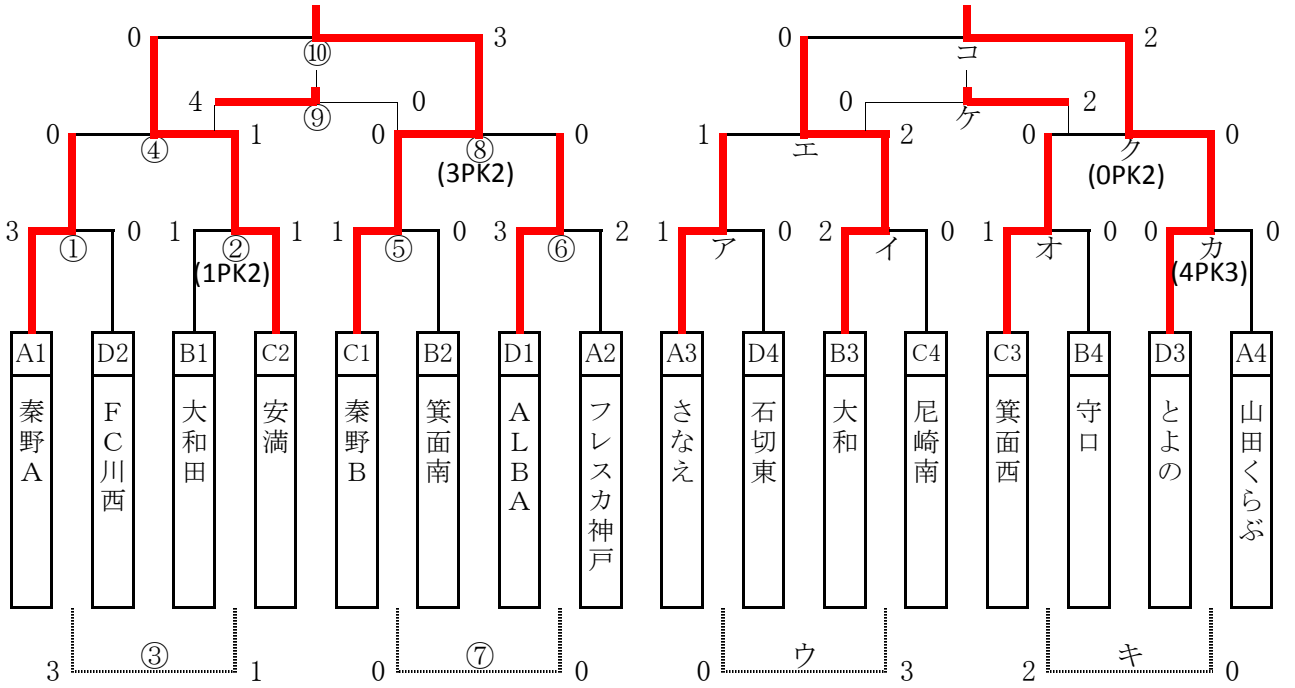 0 3 0 2
⑩ コ
4 0 0 2
⑨ ケ
0 1 0 0 1 2 0 0
④ ⑧ エ ク
(3PK2) (0PK2)
3 0 1 1 1 0 3 2 1 0 2 0 1 0 0 0
① ② ⑤ ⑥ ア イ オ カ
(1PK2) (4PK3)
A1 D2 B1 C2 C1 B2 D1 A2 A3 D4 B3 C4 C3 B4 D3 A4
秦野A
FC川西
大和田
安満
秦野B
箕面南
ALBA
フレスカ神戸
さなえ
石切東
大和
尼崎南
箕面西
守口
とよの
山田くらぶ
③ ⑦ ウ キ
3 1 0 0 0 3 2 0